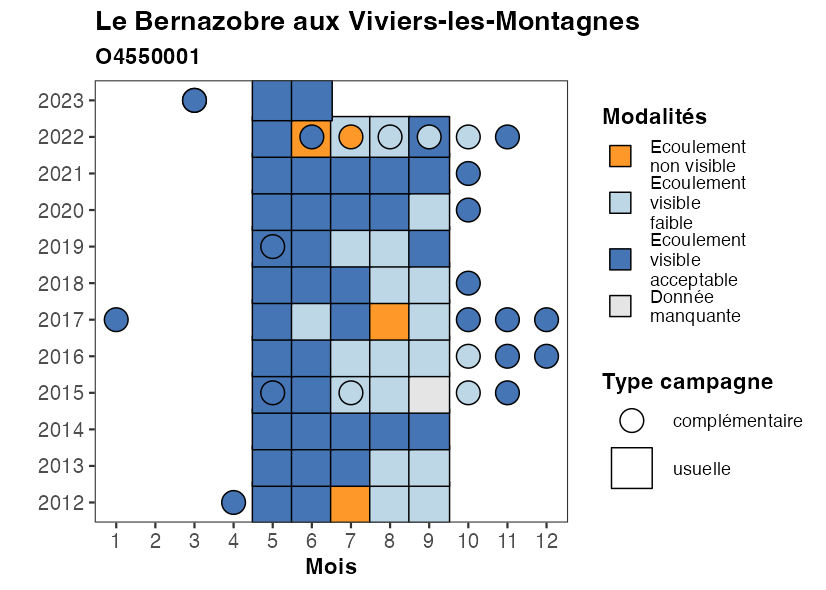 Le Bernazobre aux Viviers-les-Montagnes
O4550001
2023
2022
2021
2020
2019
2018
2017
2016
2015
2014
2013
2012
1 2 3 4 5 6 7 8 9 10 11 12
Mois
Modalités
Ecoulement
non visible
Ecoulement
visible
faible
Ecoulement
visible
acceptable
Donnée
manquante
Type campagne
complémentaire
usuelle